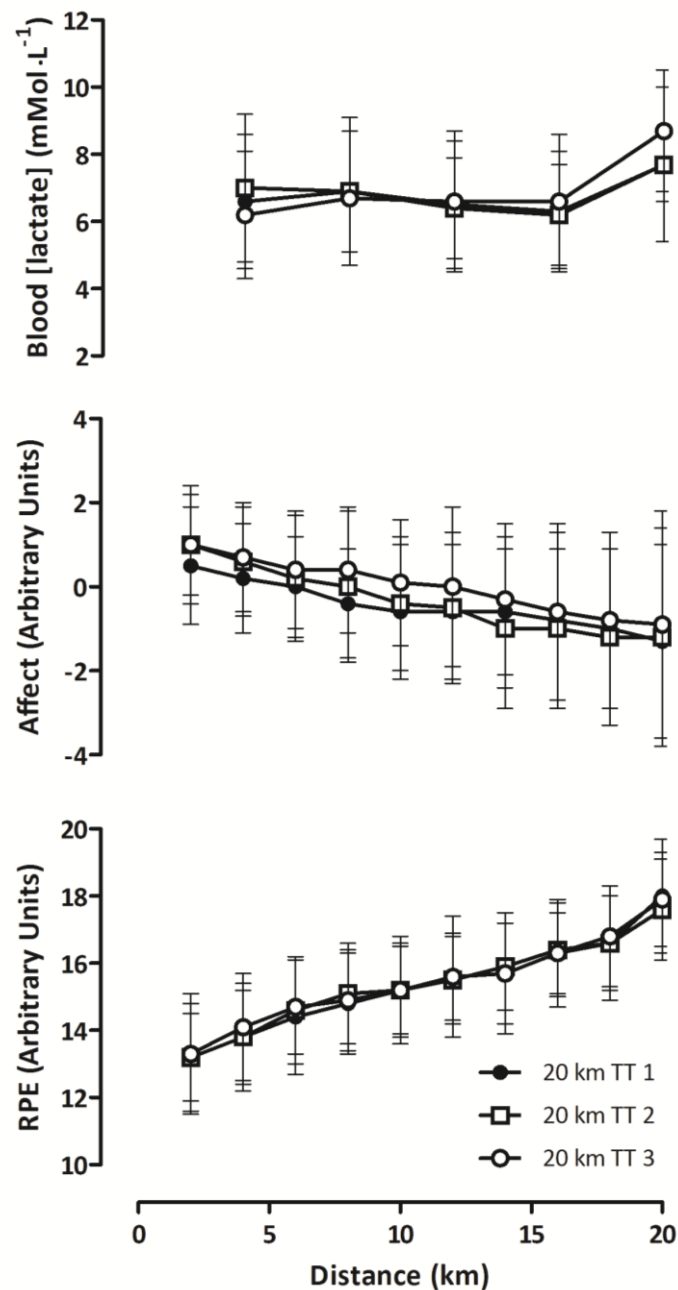 Blood [lactate] (mMol·L⁻¹)
12
10
8
6
4
2
Affect (Arbitrary Units)
4
2
0
-2
-4
RPE (Arbitrary Units)
20
18
16
14
12
10
20 km TT 1
20 km TT 2
20 km TT 3
0 5 10 15 20
Distance (km)